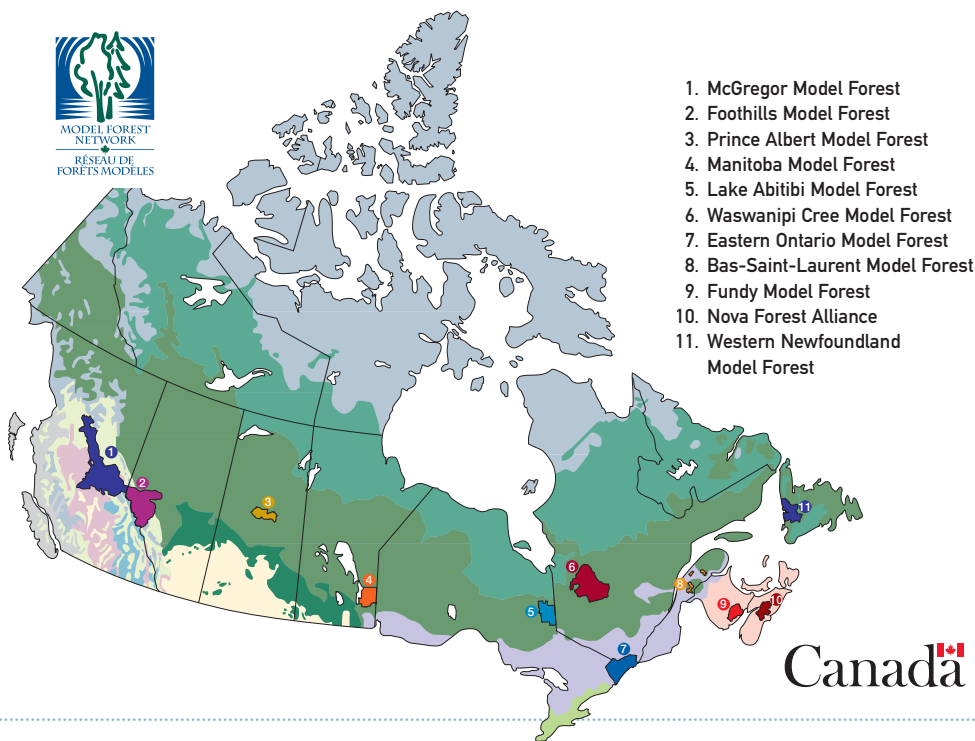 MODEL FOREST
NETWORK
RÉSEAU DE
FORÊTS MODÈLES
1. McGregor Model Forest
2. Foothills Model Forest
3. Prince Albert Model Forest
4. Manitoba Model Forest
5. Lake Abitibi Model Forest
6. Waswanipi Cree Model Forest
7. Eastern Ontario Model Forest
8. Bas-Saint-Laurent Model Forest
9. Fundy Model Forest
10. Nova Forest Alliance
11. Western Newfoundland
Model Forest
1
2
3
4
5
6
7
8
9
10
11
Canada